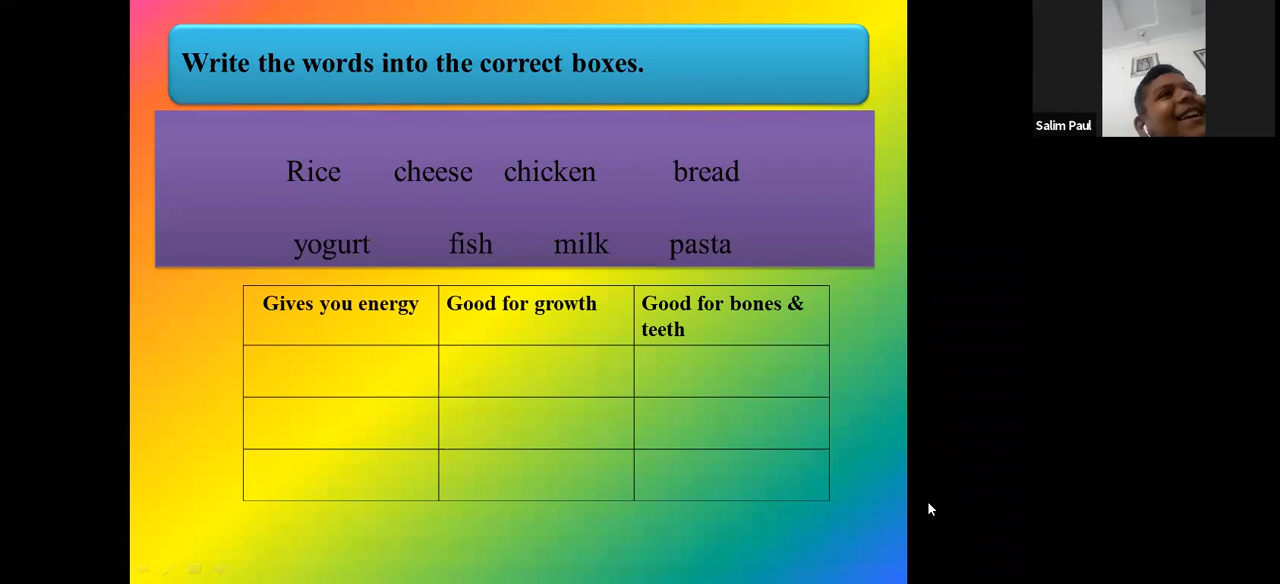 Write the words into the correct boxes.
Salim Paul
Rice cheese chicken bread
yogurt fish milk pasta
Gives you energy Good for growth Good for bones &
teeth